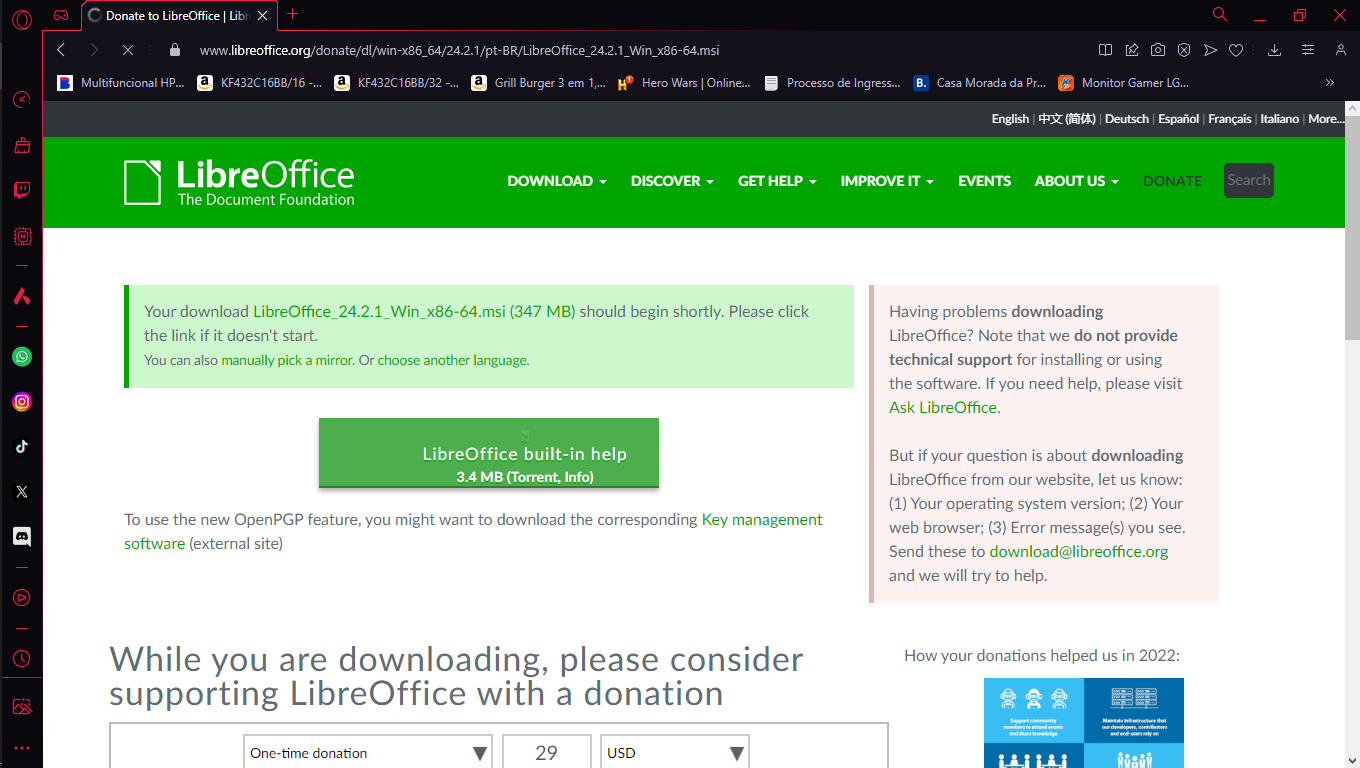 Donate to LibreOffice | Libr
www.libreoffice.org/donate/dl/win-x86_64/24.2.1/pt-BR/LibreOffice_24.2.1_Win_x86-64.msi
Multifuncional HP...
KF432C16BB/16 -...
KF432C16BB/32 -...
Grill Burger 3 em 1,...
Hero Wars | Online...
Processo de Ingress...
B.
Casa Morada da Pr...
Monitor Gamer LG...
»
English | 中文 (简体) | Deutsch | Español | Français | Italiano | More...
LibreOffice
The Document Foundation
DOWNLOAD
DISCOVER
GET HELP
IMPROVE IT
EVENTS
ABOUT US
DONATE
Search
Your download LibreOffice_24.2.1_Win_x86-64.msi (347 MB) should begin shortly. Please click
the link if it doesn't start.
You can also manually pick a mirror. Or choose another language.
LibreOffice built-in help
3.4 MB (Torrent, Info)
To use the new OpenPGP feature, you might want to download the corresponding Key management
software (external site)
Having problems downloading
LibreOffice? Note that we do not provide
technical support for installing or using
the software. If you need help, please visit
Ask LibreOffice.
But if your question is about downloading
LibreOffice from our website, let us know:
(1) Your operating system version; (2) Your
web browser; (3) Error message(s) you see.
Send these to download@libreoffice.org
and we will try to help.
While you are downloading, please consider
supporting LibreOffice with a donation
One-time donation
29
USD
How your donations helped us in 2022:
Support community
members to attend events
and share knowledge
Maintain infrastructure that
our developers, contributors
and end-users rely on